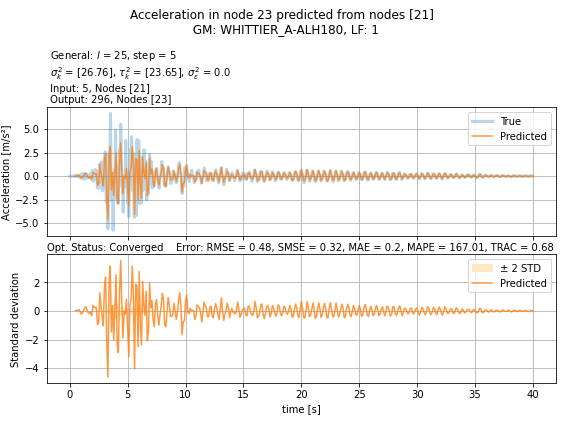 Acceleration in node 23 predicted from nodes [21]
GM: WHITTIER_A-ALH180, LF: 1
General: l = 25, step = 5
σ²ₖ = [26.76], τ²ₖ = [23.65], σ²ε = 0.0
Input: 5, Nodes [21]
Output: 296, Nodes [23]
Acceleration [m/s²]
5.0
2.5
0.0
−2.5
−5.0
True
Predicted
Opt. Status: Converged Error: RMSE = 0.48, SMSE = 0.32, MAE = 0.2, MAPE = 167.01, TRAC = 0.68
Standard deviation
2
0
−2
−4
± 2 STD
Predicted
0 5 10 15 20 25 30 35 40
time [s]